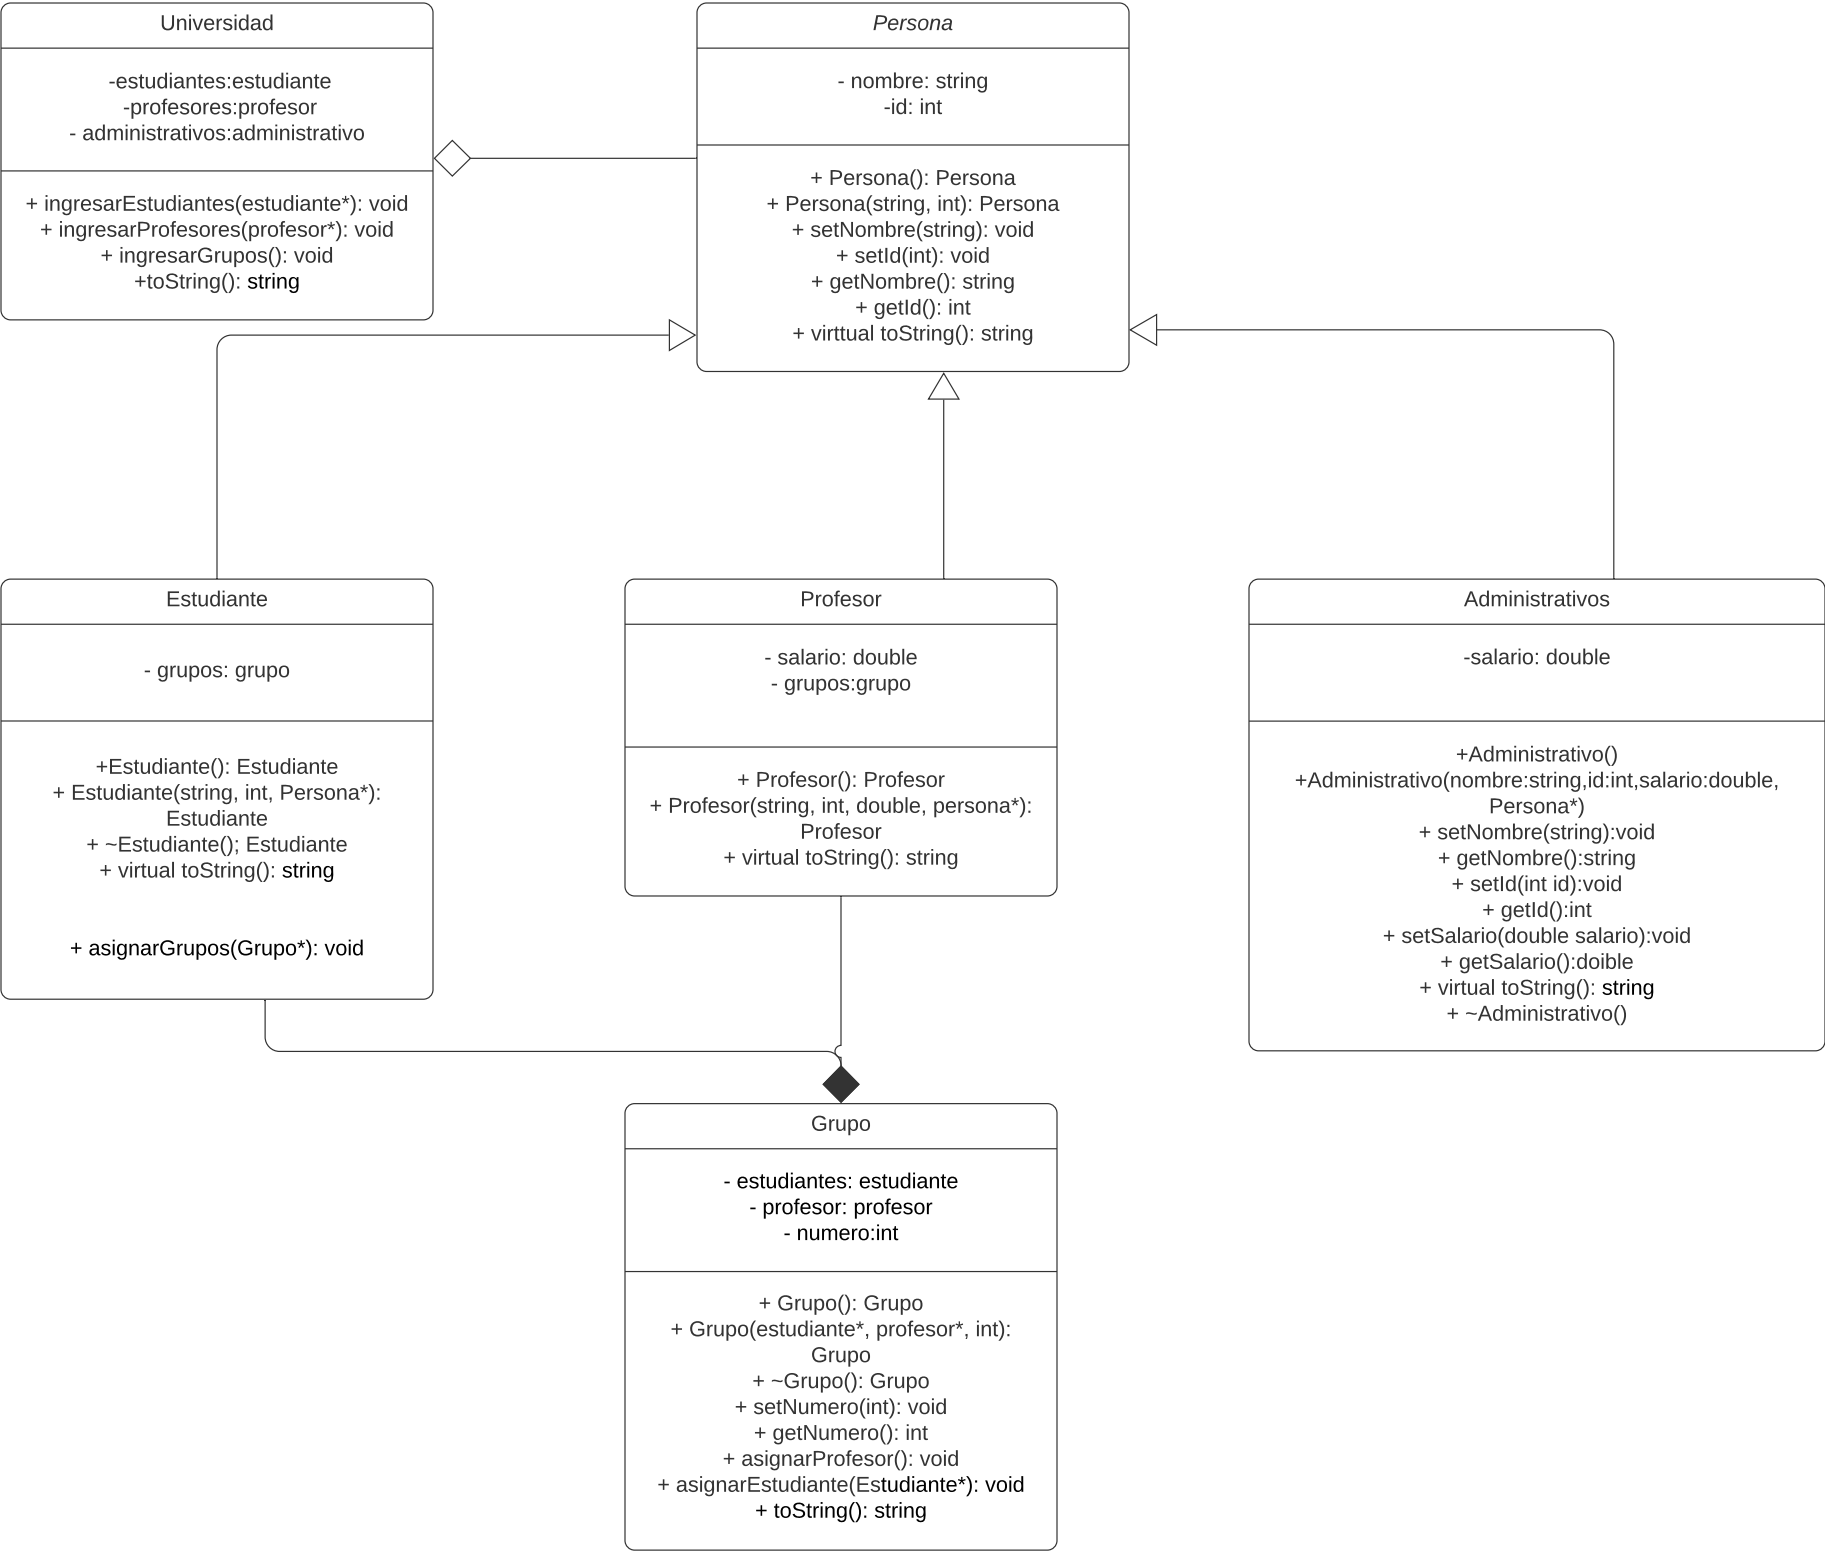 Universidad
-estudiantes:estudiante
-profesores:profesor
- administrativos:administrativo
+ ingresarEstudiantes(estudiante*): void
+ ingresarProfesores(profesor*): void
+ ingresarGrupos(): void
+toString(): string
Persona
- nombre: string
-id: int
+ Persona(): Persona
+ Persona(string, int): Persona
+ setNombre(string): void
+ setId(int): void
+ getNombre(): string
+ getId(): int
+ virttual toString(): string
Estudiante
- grupos: grupo
+Estudiante(): Estudiante
+ Estudiante(string, int, Persona*):
Estudiante
+ ~Estudiante(); Estudiante
+ virtual toString(): string
+ asignarGrupos(Grupo*): void
Profesor
- salario: double
- grupos:grupo
+ Profesor(): Profesor
+ Profesor(string, int, double, persona*):
Profesor
+ virtual toString(): string
Administrativos
-salario: double
+Administrativo()
+Administrativo(nombre:string,id:int,salario:double,
Persona*)
+ setNombre(string):void
+ getNombre():string
+ setId(int id):void
+ getId():int
+ setSalario(double salario):void
+ getSalario():doible
+ virtual toString(): string
+ ~Administrativo()
Grupo
- estudiantes: estudiante
- profesor: profesor
- numero:int
+ Grupo(): Grupo
+ Grupo(estudiante*, profesor*, int):
Grupo
+ ~Grupo(): Grupo
+ setNumero(int): void
+ getNumero(): int
+ asignarProfesor(): void
+ asignarEstudiante(Estudiante*): void
+ toString(): string